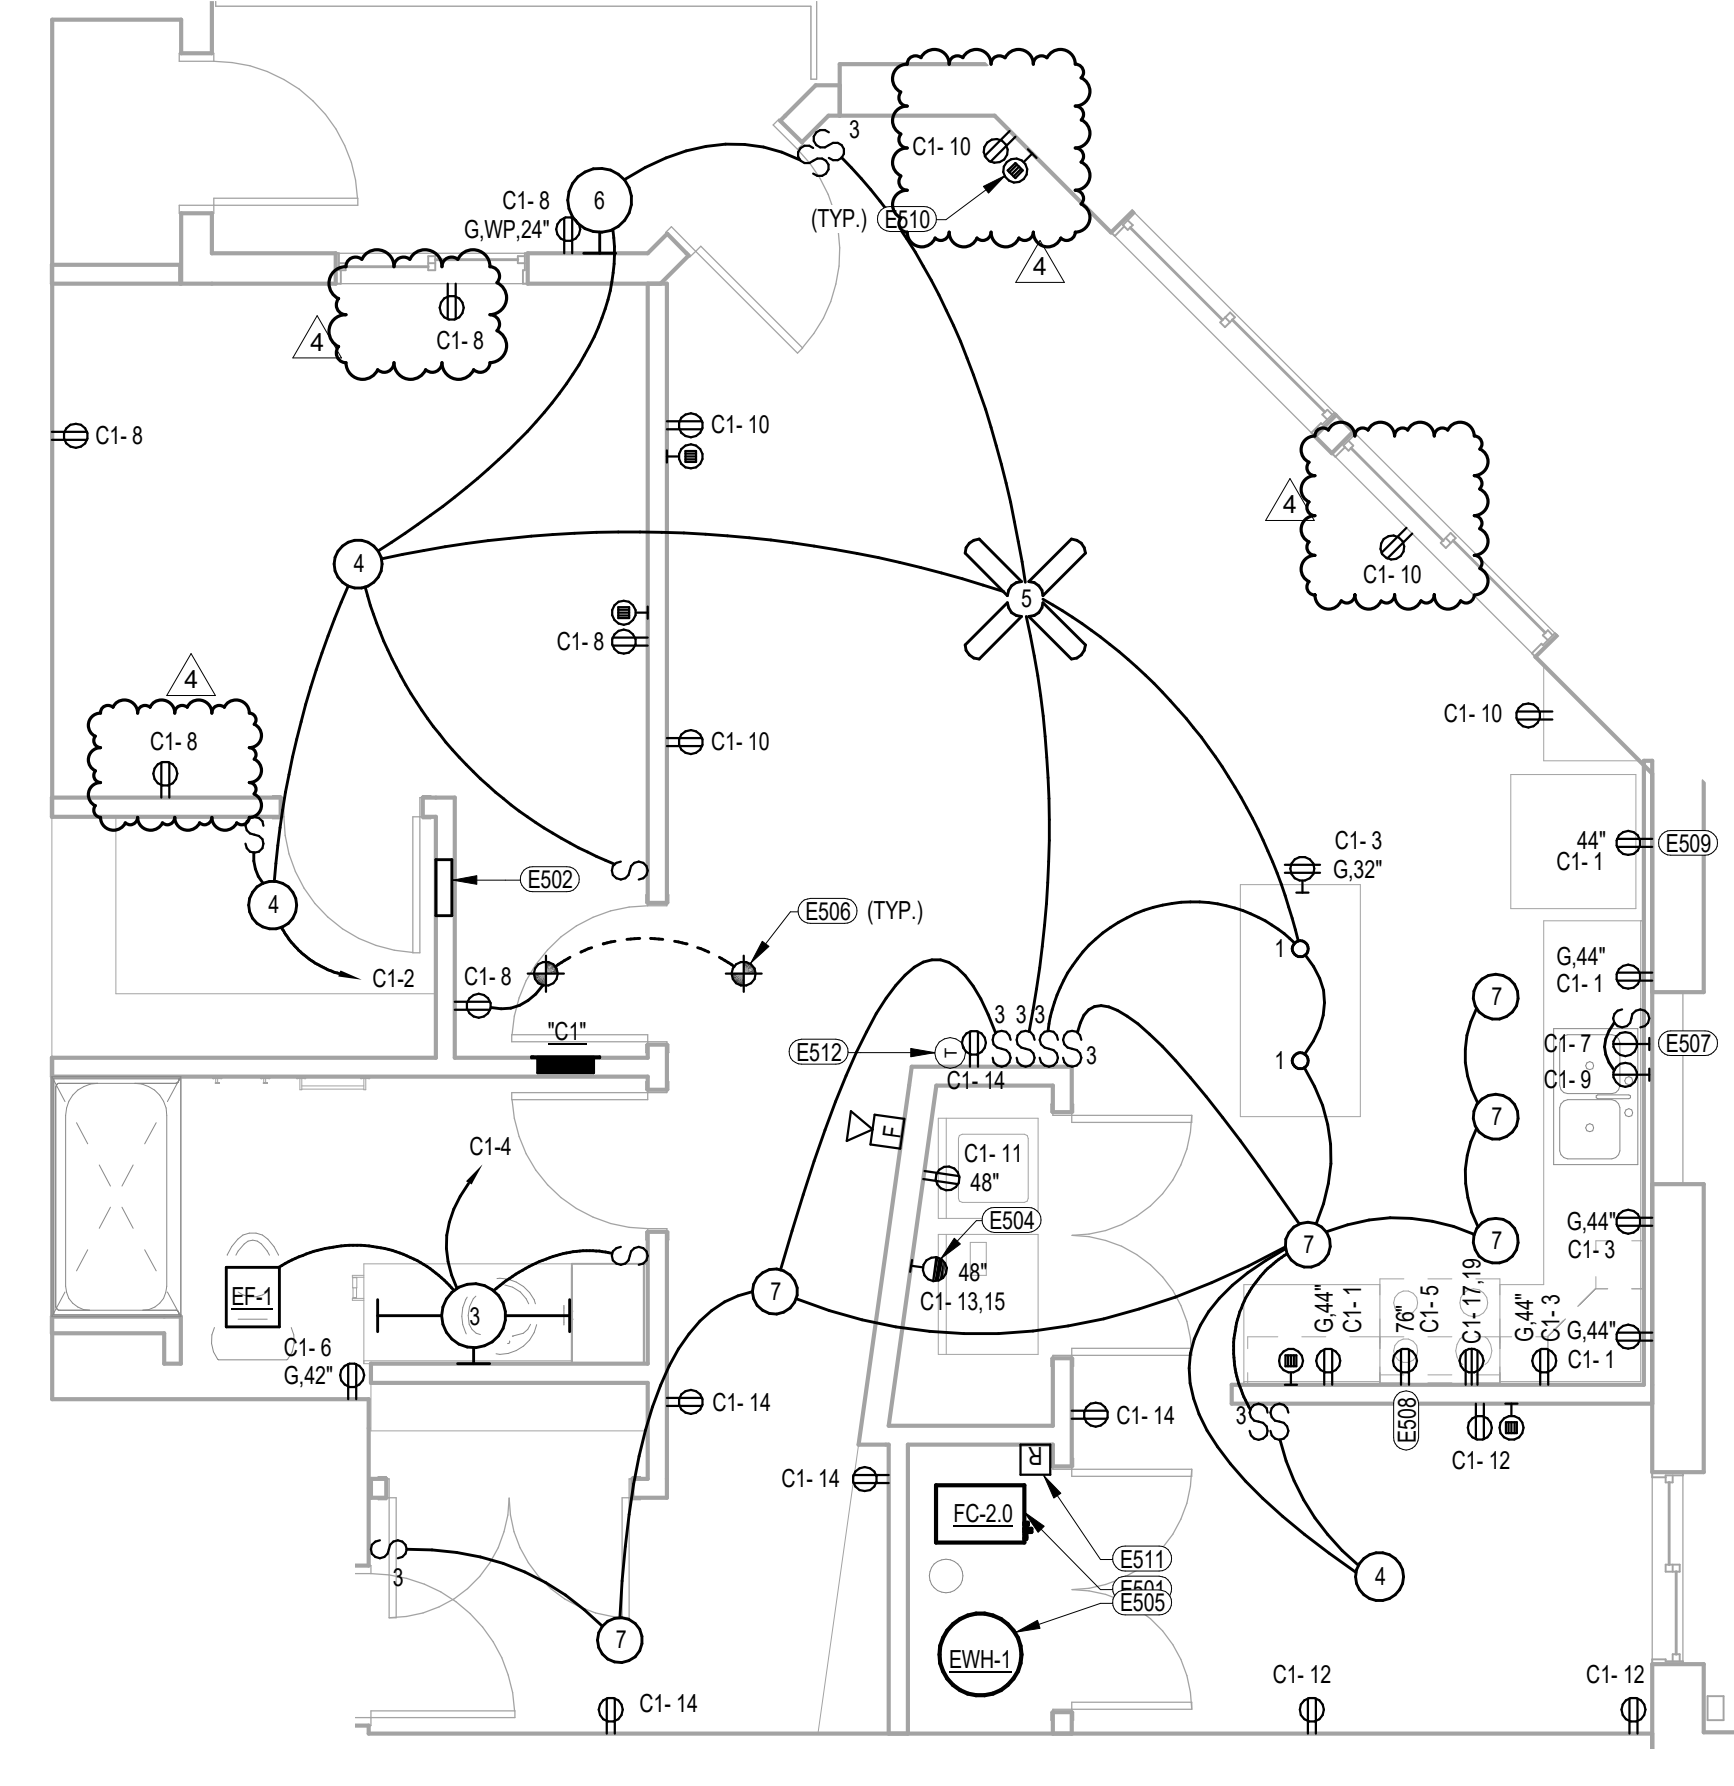 3
C1- 10
C1- 8
6
G,WP,24"
(TYP.)
E510
4
4
C1- 8
C1- 8
C1- 10
4
4
C1- 10
5
C1- 8
4
C1- 8
C1- 10
C1- 10
C1- 3
G,32"
44"
C1- 1
E509
E502
4
E506
(TYP.)
1
C1-2
C1- 8
G,44"
C1- 1
7
"C1"
3
3
3
3
E512
T
C1- 14
1
C1- 7
E507
C1- 9
7
F
C1-4
C1- 11
48"
E504
G,44"
C1- 3
7
7
48"
C1- 13,15
EF-1
3
7
G,44"
C1- 1
76"
C1- 5
C1- 17,19
G,44"
C1- 3
G,44"
C1- 1
C1- 6
G,42"
C1- 14
C1- 14
3
E508
C1- 12
C1- 14
R
FC-2.0
3
E511
E501
E505
4
7
EWH-1
C1- 12
C1- 12
C1- 14